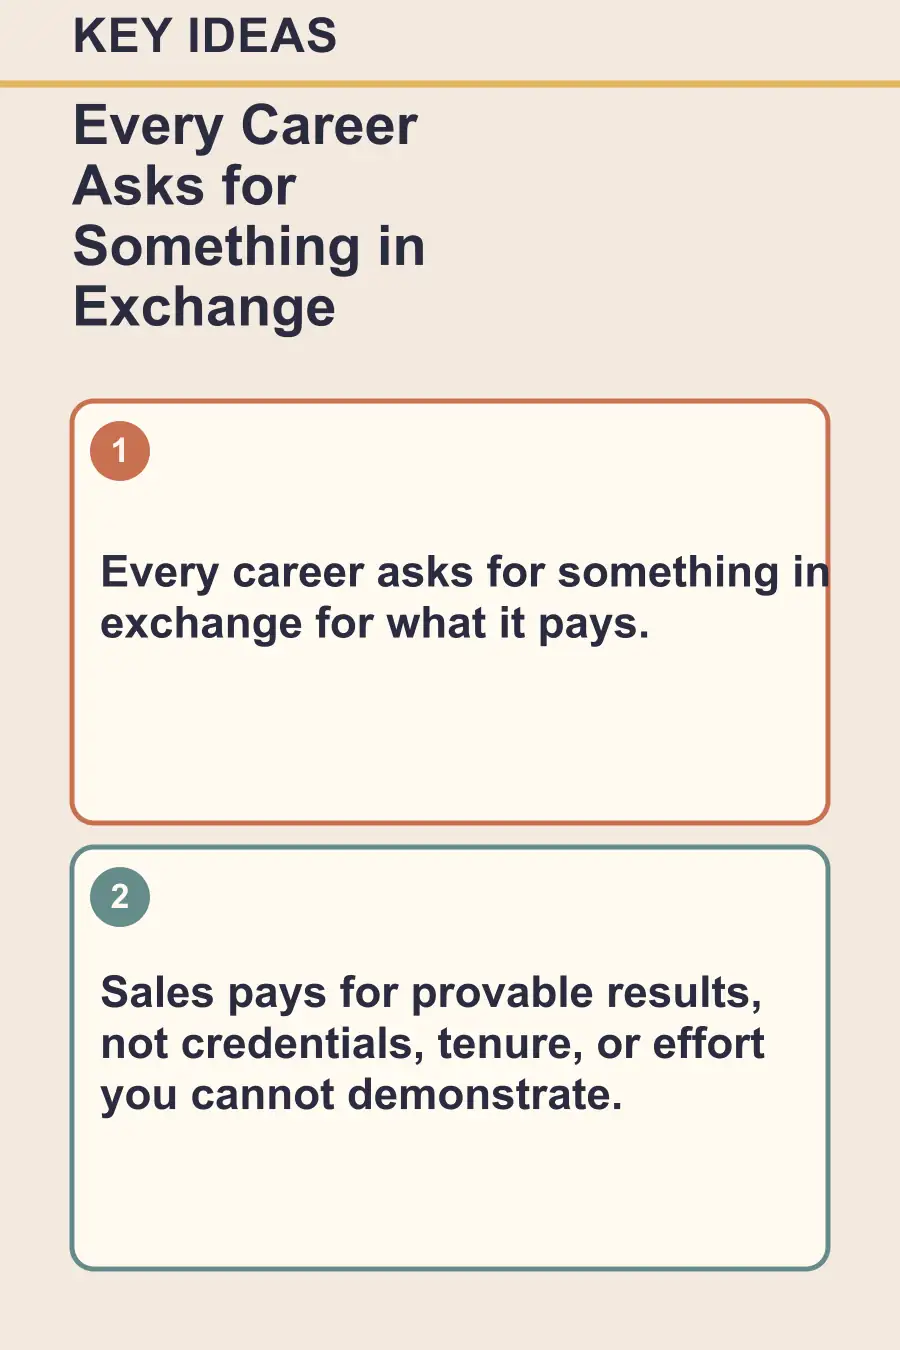 KEY IDEAS
Every Career
Asks for
Something in
Exchange
1
Every career asks for something in
exchange for what it pays.
2
Sales pays for provable results,
not credentials, tenure, or effort
you cannot demonstrate.